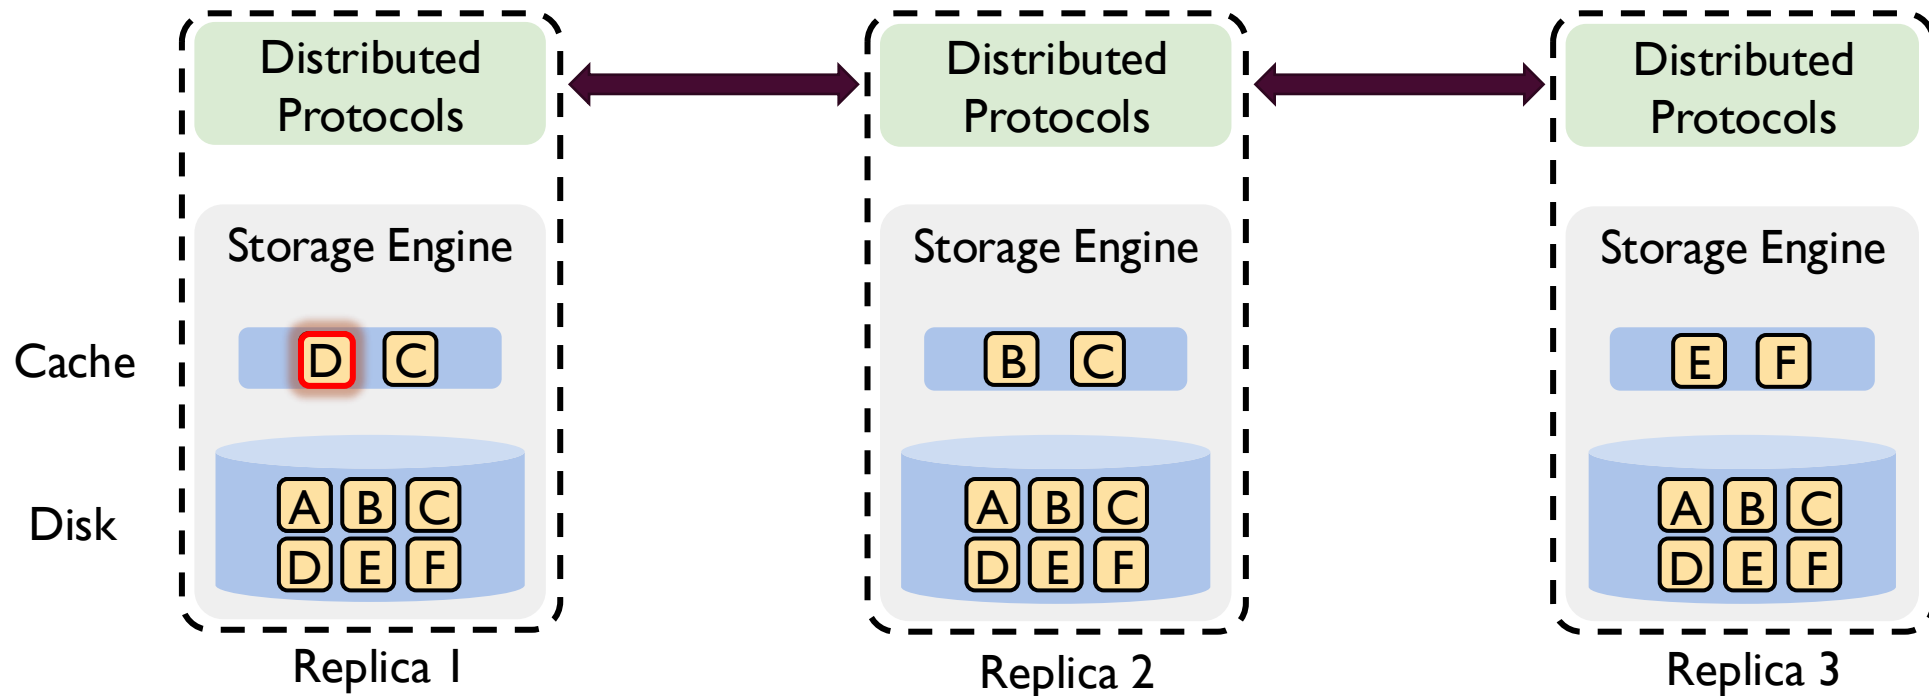 Distributed
Protocols
Distributed
Protocols
Distributed
Protocols
Storage Engine
Storage Engine
Storage Engine
Cache
D C
B C
E F
Disk
A B C
D E F
A B C
D E F
A B C
D E F
Replica 1
Replica 2
Replica 3